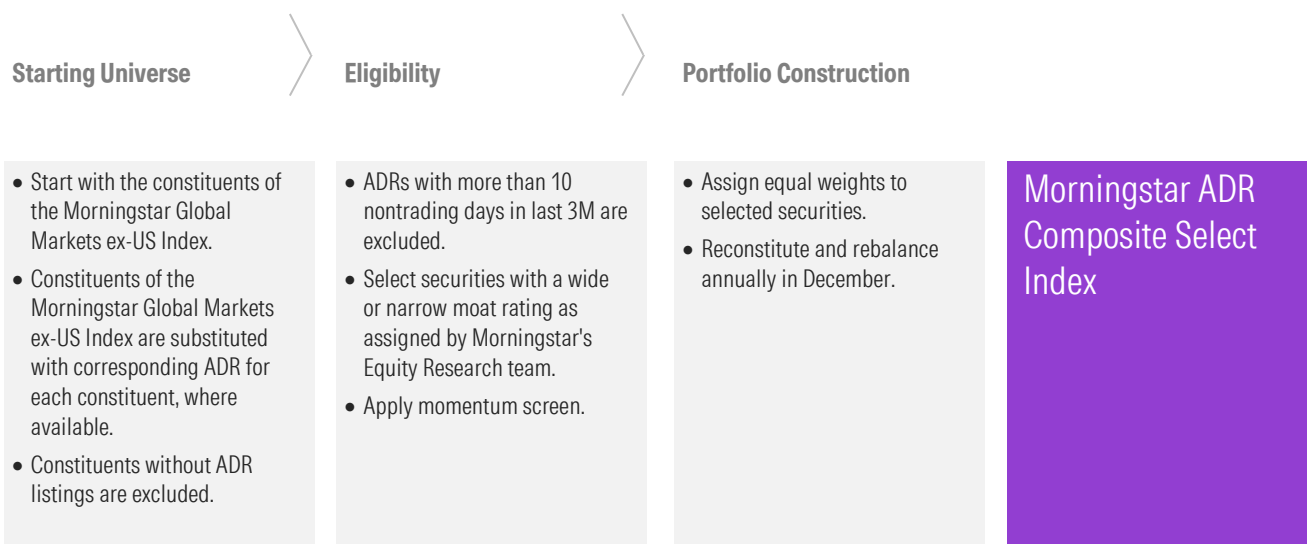 Starting Universe
Eligibility
Portfolio Construction
• Start with the constituents of
the Morningstar Global
Markets ex-US Index.
• Constituents of the
Morningstar Global Markets
ex-US Index are substituted
with corresponding ADR for
each constituent, where
available.
• Constituents without ADR
listings are excluded.
• ADRs with more than 10
nontrading days in last 3M are
excluded.
• Select securities with a wide
or narrow moat rating as
assigned by Morningstar's
Equity Research team.
• Apply momentum screen.
• Assign equal weights to
selected securities.
• Reconstitute and rebalance
annually in December.
Morningstar ADR
Composite Select
Index